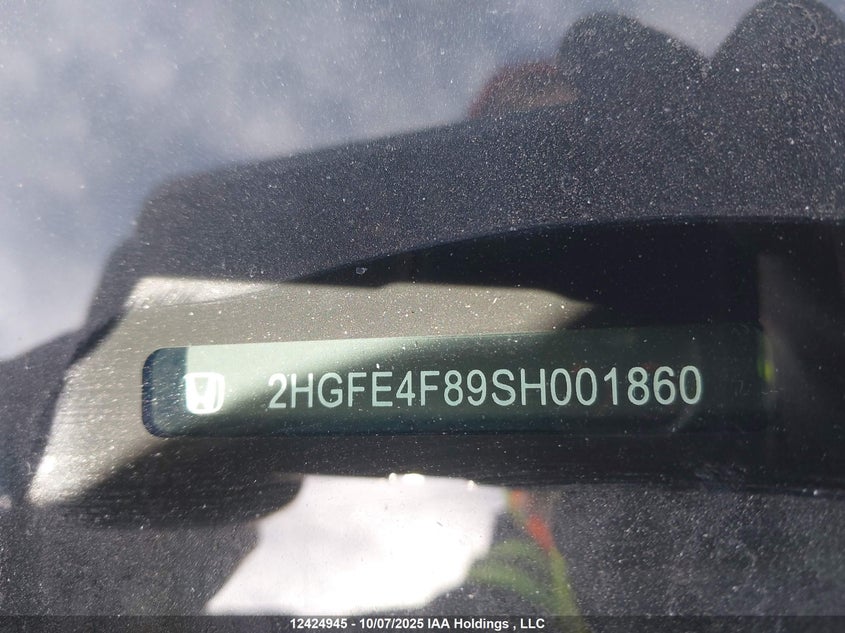 2HGFE4F89SH001860
12424945 - 10/07/2025 IAA Holdings , LLC